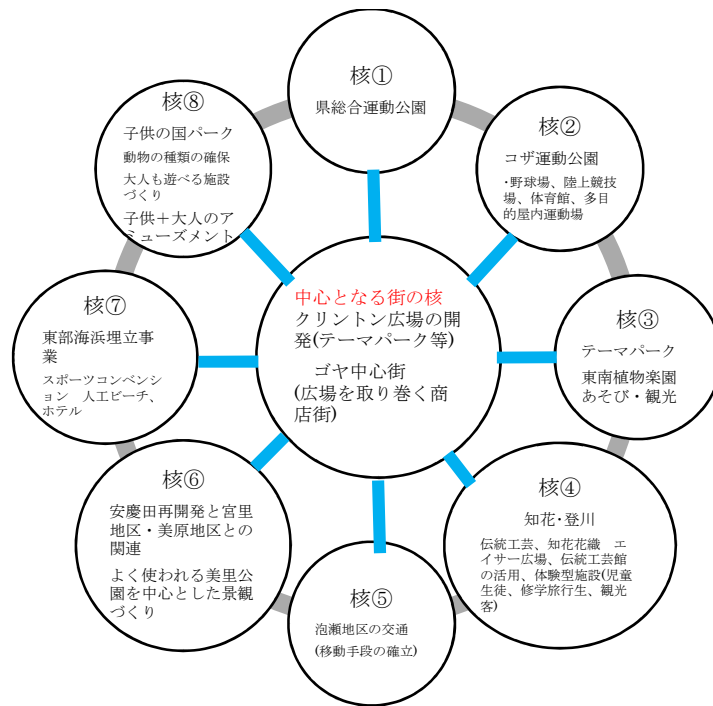 核①
県総合運動公園
核②
コザ運動公園
・野球場、陸上競技
場、体育館、多目
的屋内運動場
核③
テーマパーク
東南植物楽園
あそび・観光
核④
知花・登川
伝統工芸、知花花織　エ
イサー広場、伝統工芸館
の活用、体験型施設(児童
生徒、修学旅行生、観光
客)
核⑤
泡瀬地区の交通
(移動手段の確立)
核⑥
安慶田再開発と宮里
地区・美原地区との
関連
よく使われる美里公
園を中心とした景観
づくり
核⑦
東部海浜埋立事
業
スポーツコンベンシ
ョン　人工ビーチ、
ホテル
核⑧
子供の国パーク
動物の種類の確保
大人も遊べる施設
づくり
子供＋大人のア
ミューズメント
中心となる街の核
クリントン広場の開
発(テーマパーク等)
ゴヤ中心街
(広場を取り巻く商
店街)